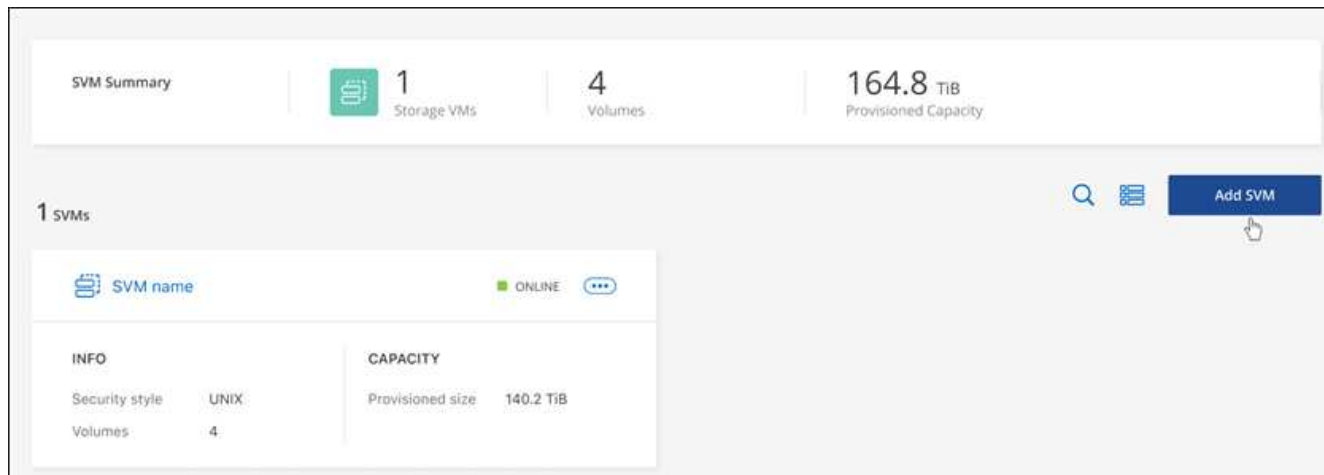 SVM Summary
1
Storage VMs
4
Volumes
164.8 TiB
Provisioned Capacity
1 SVMs
Add SVM
SVM name
ONLINE
INFO
Security style UNIX
Volumes 4
CAPACITY
Provisioned size 140.2 TiB